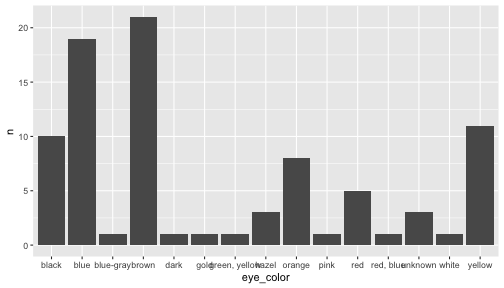 20
15
10
5
0
n
black blue blue-gray brown dark gold green, yellow hazel orange pink red red, blue unknown white yellow
eye_color